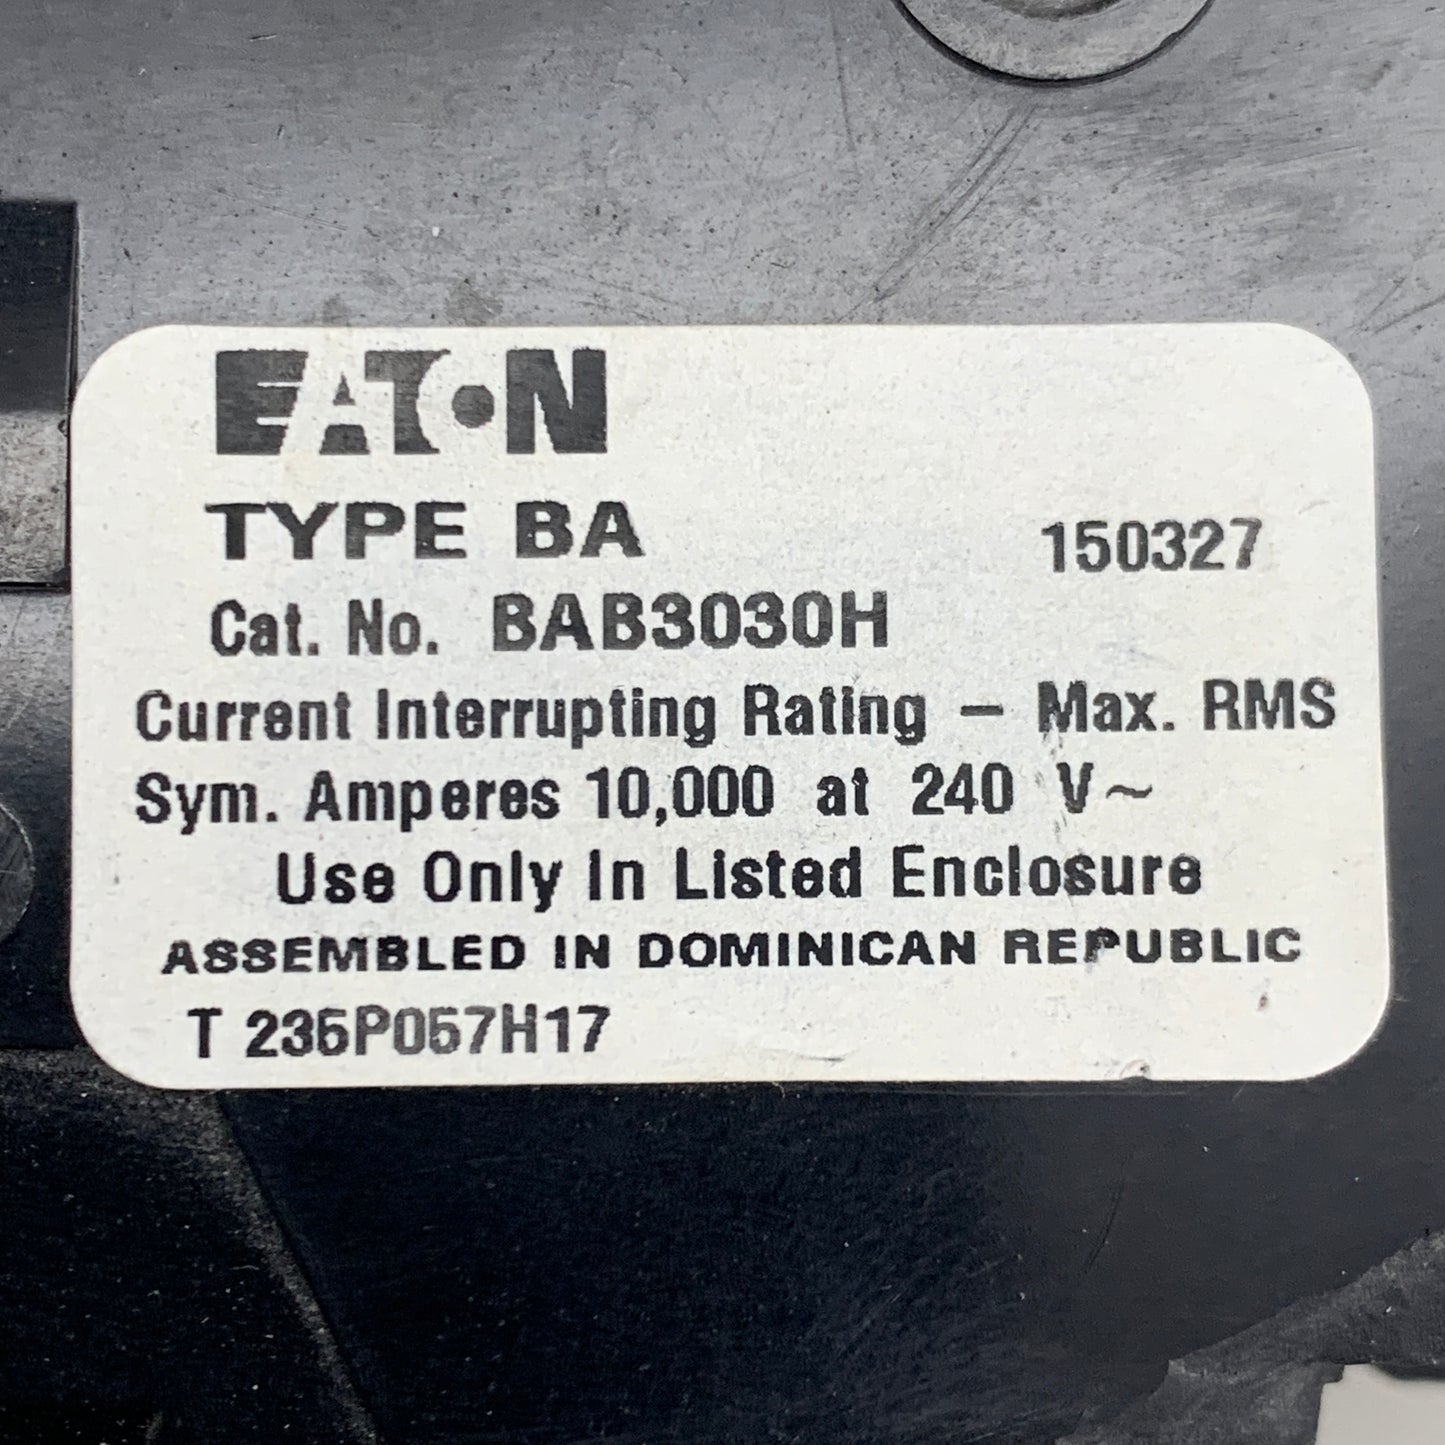 EATON
TYPE BA 150327
Cat. No. BAB3030H
Current Interrupting Rating – Max. RMS
Sym. Amperes 10,000 at 240 V~
Use Only In Listed Enclosure
ASSEMBLED IN DOMINICAN REPUBLIC
T 235P057H17